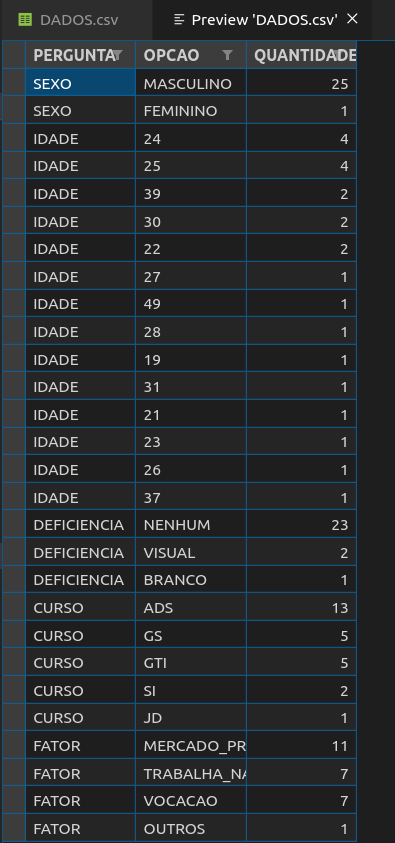 DADOS.csv Preview 'DADOS.csv' ×
PERGUNTA OPCAO QUANTIDADE
SEXO MASCULINO 25
SEXO FEMININO 1
IDADE 24 4
IDADE 25 4
IDADE 39 2
IDADE 30 2
IDADE 22 2
IDADE 27 1
IDADE 49 1
IDADE 28 1
IDADE 19 1
IDADE 31 1
IDADE 21 1
IDADE 23 1
IDADE 26 1
IDADE 37 1
DEFICIENCIA NENHUM 23
DEFICIENCIA VISUAL 2
DEFICIENCIA BRANCO 1
CURSO ADS 13
CURSO GS 5
CURSO GTI 5
CURSO SI 2
CURSO JD 1
FATOR MERCADO_PR 11
FATOR TRABALHA_NA 7
FATOR VOCACAO 7
FATOR OUTROS 1